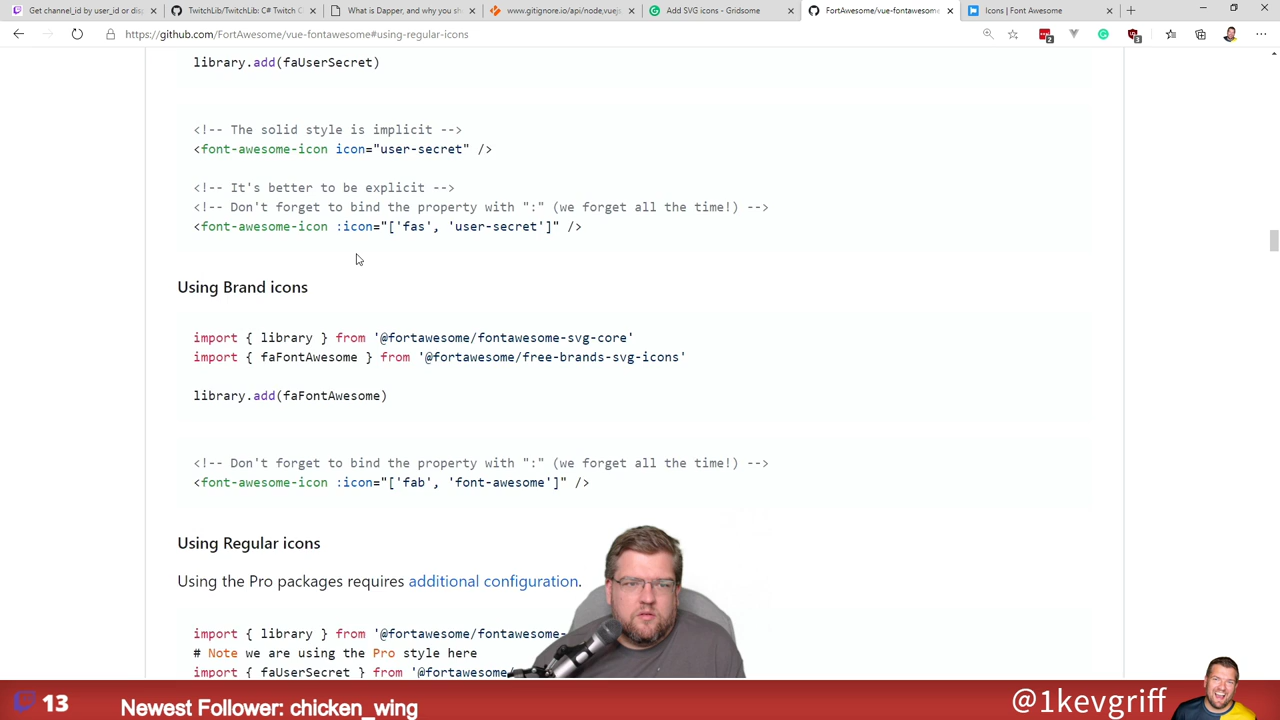 Get channel_id by user_id or disp
TwitchLib/TwitchLib: C# Twitch C
What is Dapper, and why you sh
www.gitignore.io/api/node,vuejs
Add SVG icons - Gridsome
FortAwesome/vue-fontawesome
Icons | Font Awesome
https://github.com/FortAwesome/vue-fontawesome#using-regular-icons
library.add(faUserSecret)
<!-- The solid style is implicit -->
<font-awesome-icon icon="user-secret" />
<!-- It's better to be explicit -->
<!-- Don't forget to bind the property with ":" (we forget all the time!) -->
<font-awesome-icon :icon="['fas', 'user-secret']" />
Using Brand icons
import { library } from '@fortawesome/fontawesome-svg-core'
import { faFontAwesome } from '@fortawesome/free-brands-svg-icons'
library.add(faFontAwesome)
<!-- Don't forget to bind the property with ":" (we forget all the time!) -->
<font-awesome-icon :icon="['fab', 'font-awesome']" />
Using Regular icons
Using the Pro packages requires additional configuration.
import { library } from '@fortawesome/fontawesome-
# Note we are using the Pro style here
import { faUserSecret } from '@fortawesome/
13
Newest Follower: chicken_wing
@1kevgriff